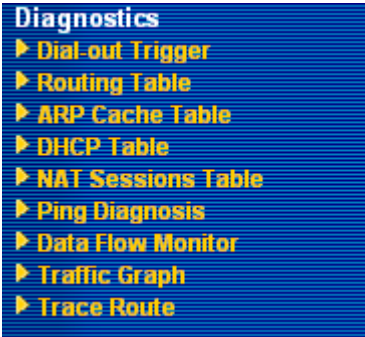 Diagnostics
Dial-out Trigger
Routing Table
ARP Cache Table
DHCP Table
NAT Sessions Table
Ping Diagnosis
Data Flow Monitor
Traffic Graph
Trace Route